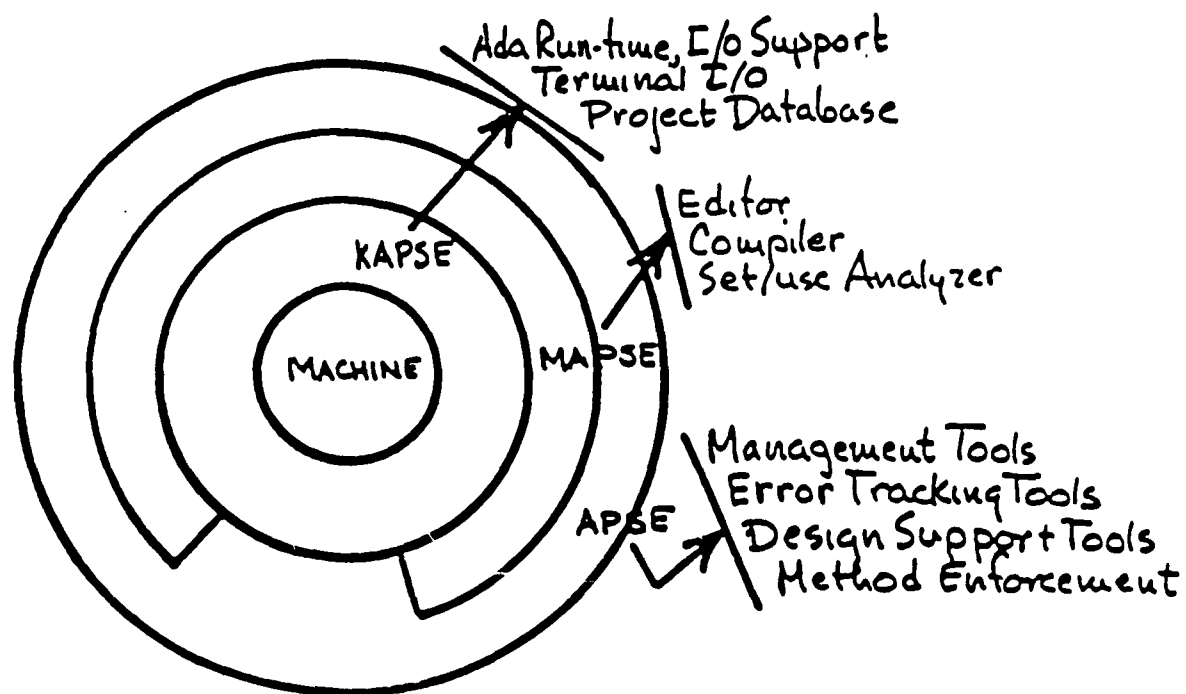 Ada Run-time, I/O Support
Terminal I/O
Project Database
Editor
Compiler
Set/use Analyzer
KAPSE
MACHINE
MAPSE
Management Tools
Error Tracking Tools
APSE
Design Support Tools
Method Enforcement